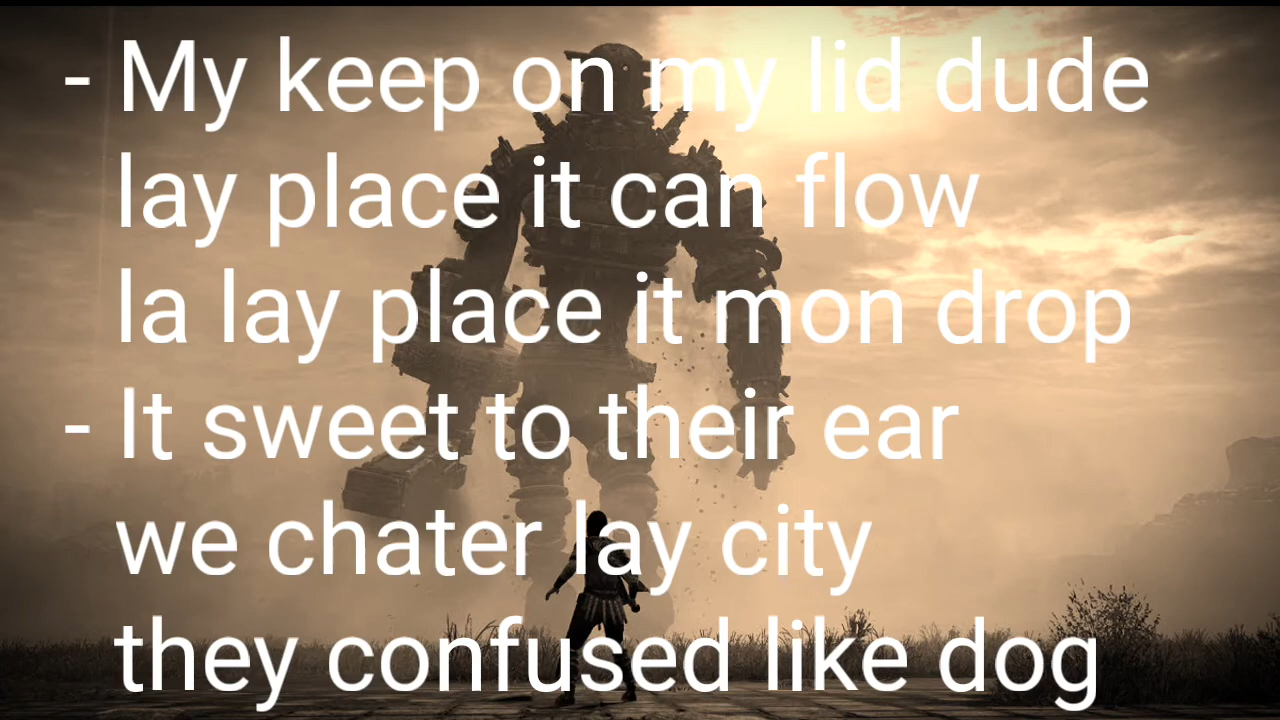 - My keep on my lid dude
lay place it can flow
la lay place it mon drop
- It sweet to their ear
we chater lay city
they confused like dog